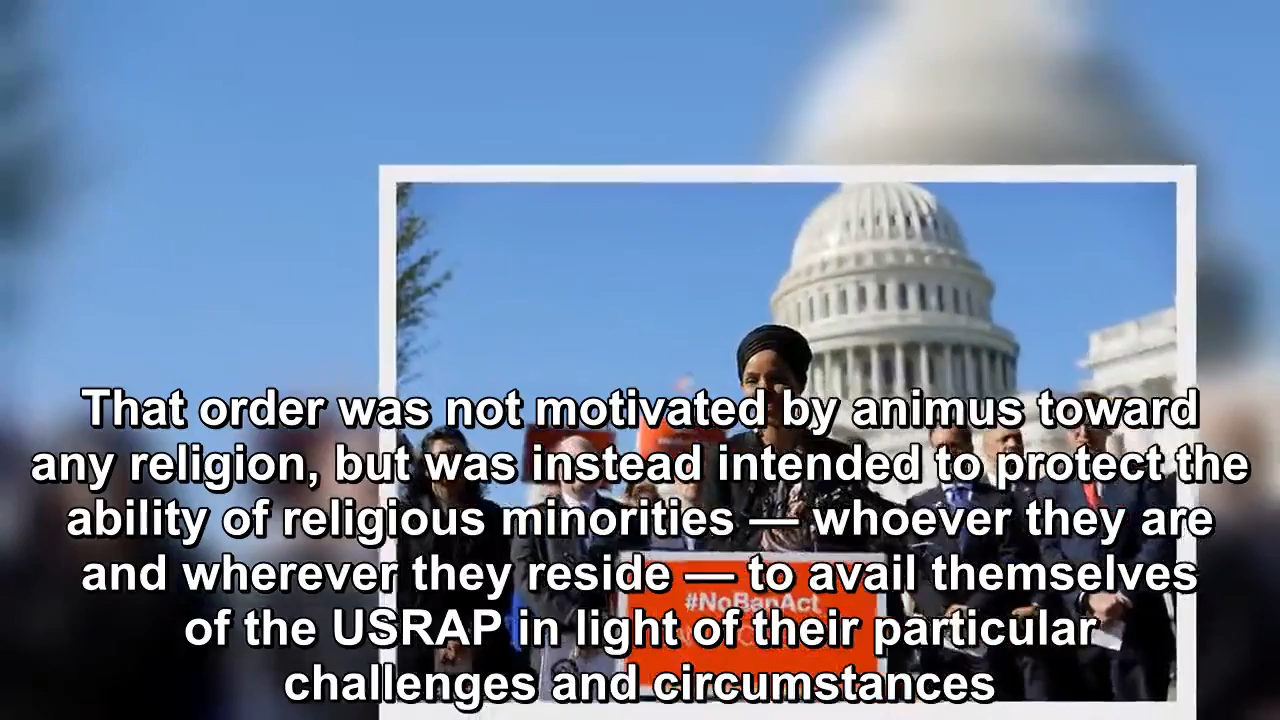 That order was not motivated by animus toward
any religion, but was instead intended to protect the
ability of religious minorities — whoever they are
and wherever they reside — to avail themselves
of the USRAP in light of their particular
challenges and circumstances
#NoBanAct